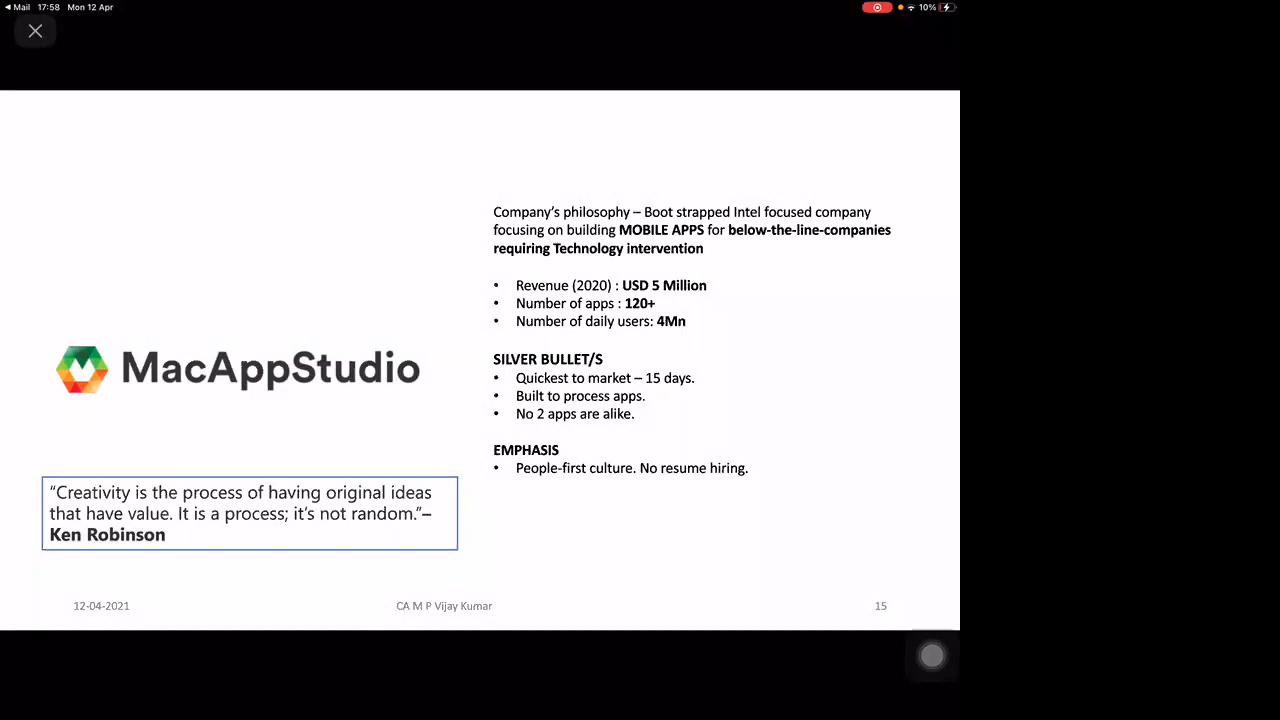 Mail 17:58 Mon 12 Apr
10%
Company's philosophy – Boot strapped Intel focused company
focusing on building MOBILE APPS for below-the-line-companies
requiring Technology intervention
• Revenue (2020) : USD 5 Million
• Number of apps : 120+
• Number of daily users: 4Mn
MacAppStudio
SILVER BULLET/S
• Quickest to market – 15 days.
• Built to process apps.
• No 2 apps are alike.
EMPHASIS
• People-first culture. No resume hiring.
“Creativity is the process of having original ideas
that have value. It is a process; it’s not random.”–
Ken Robinson
12-04-2021
CA M P Vijay Kumar
15